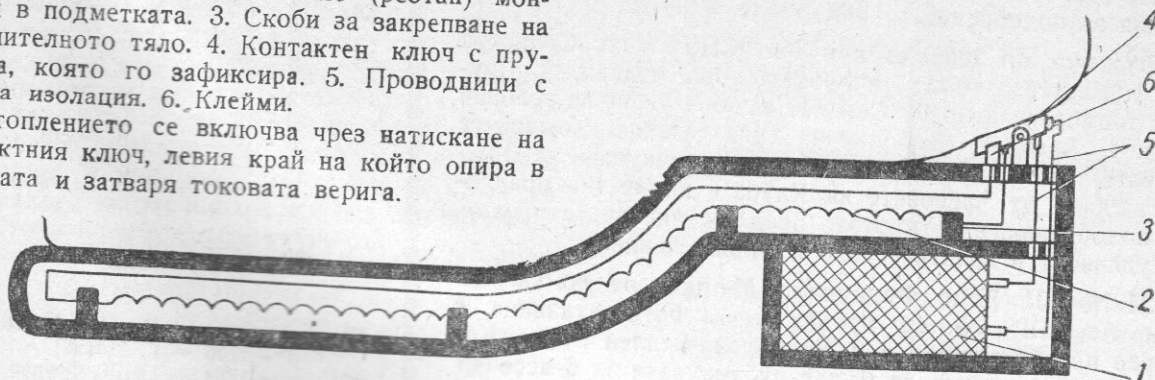 (реотан) мон-
в подметката. 3. Скоби за закрепване на
ителното тяло. 4. Контактен ключ с пру-
а, която го зафиксира. 5. Проводници с
а изолация. 6. Клейми.
топлението се включва чрез натискане на
ктния ключ, левия край на който опира в
ата и затваря токовата верига.
4
6
5
3
2
1